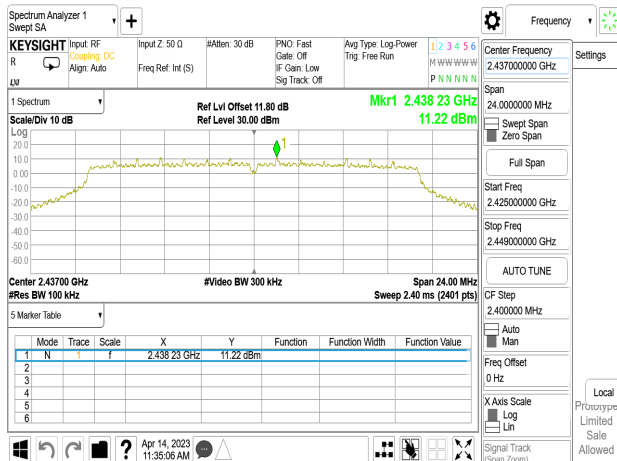 Spectrum Analyzer 1
Swept SA
Frequency
KEYSIGHT
R
Input: RF
Coupling: DC
Align: Auto
Input Z: 50 Ω
Freq Ref: Int (S)
#Atten: 30 dB
PNO: Fast
Gate: Off
IF Gain: Low
Sig Track: Off
Avg Type: Log-Power
Trig: Free Run
1 2 3 4 5 6
M W W W W W
P N N N N N
Center Frequency
2.437000000 GHz
Settings
1 Spectrum
Scale/Div 10 dB
Ref Lvl Offset 11.80 dB
Ref Level 30.00 dBm
Mkr1 2.438 23 GHz
11.22 dBm
Span
24.0000000 MHz
Swept Span
Zero Span
Full Span
Start Freq
2.425000000 GHz
Stop Freq
2.449000000 GHz
AUTO TUNE
CF Step
2.400000 MHz
Auto
Man
Freq Offset
0 Hz
X Axis Scale
Log
Lin
Signal Track
(Span Zoom)
Local
Prototype
Limited
Sale
Allowed
Log
20.0
10.0
0.00
-10.0
-20.0
-30.0
-40.0
-50.0
-60.0
1
Center 2.43700 GHz
#Res BW 100 kHz
#Video BW 300 kHz
Span 24.00 MHz
Sweep 2.40 ms (2401 pts)
5 Marker Table
Mode Trace Scale X Y Function Function Width Function Value
1 N 1 f 2.438 23 GHz 11.22 dBm
2
3
4
5
6
?
Apr 14, 2023
11:35:06 AM